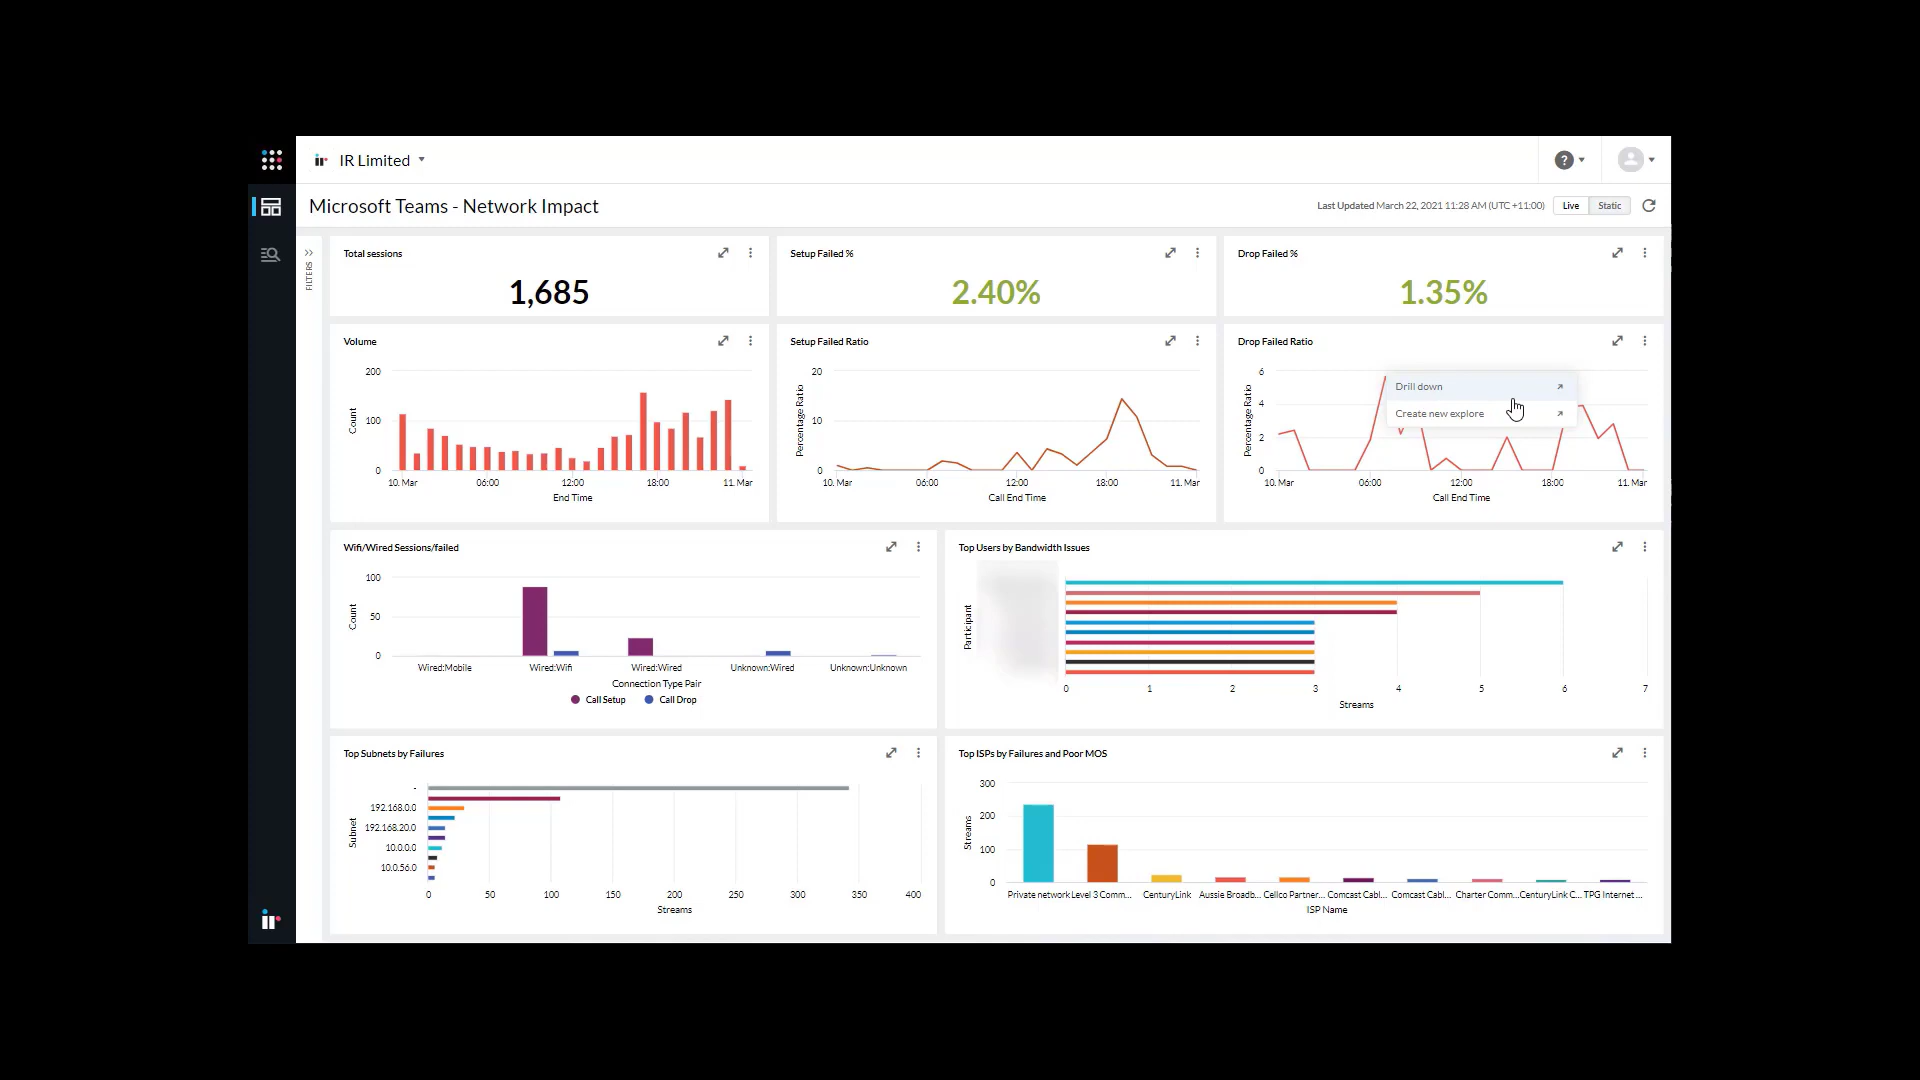 ir IR Limited
?
Microsoft Teams - Network Impact
Last Updated March 22, 2021 11:28 AM (UTC +11:00)
Live
Static
FILTERS
Total sessions
1,685
Setup Failed %
2.40%
Drop Failed %
1.35%
Volume
200
100
0
Count
10. Mar 06:00 12:00 18:00 11. Mar
End Time
Setup Failed Ratio
20
10
0
Percentage Ratio
10. Mar 06:00 12:00 18:00 11. Mar
Call End Time
Drop Failed Ratio
6
4
2
0
Percentage Ratio
Drill down
Create new explore
10. Mar 06:00 12:00 18:00 11. Mar
Call End Time
Wifi/Wired Sessions/failed
100
50
0
Count
Wired:Mobile Wired:Wifi Wired:Wired Unknown:Wired Unknown:Unknown
Connection Type Pair
Call Setup Call Drop
Top Users by Bandwidth Issues
Participant
0 1 2 3 4 5 6 7
Streams
Top Subnets by Failures
Subnet
-
192.168.0.0
192.168.20.0
10.0.0.0
10.0.56.0
0 50 100 150 200 250 300 350 400
Streams
Top ISPs by Failures and Poor MOS
300
200
100
0
Streams
Private network Level 3 Comm... CenturyLink Aussie Broadb... Cellco Partner... Comcast Cabl... Comcast Cabl... Charter Comm... CenturyLink C... TPG Internet ...
ISP Name
ir